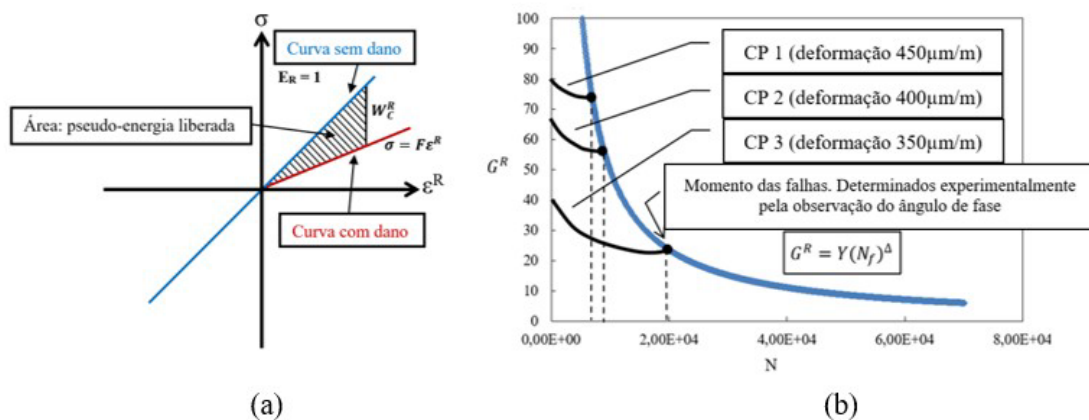 σ
Curva sem dano
E_R = 1
W_C^R
Área: pseudo-energia liberada
σ = Fε^R
ε^R
Curva com dano
(a)
100
90
80
70
60
50
40
30
20
10
0
G^R
CP 1 (deformação 450µm/m)
CP 2 (deformação 400µm/m)
CP 3 (deformação 350µm/m)
Momento das falhas. Determinados experimentalmente
pela observação do ângulo de fase
G^R = Y(N_f)^Δ
0,00E+00 2,00E+04 4,00E+04 6,00E+04 8,00E+04
N
(b)